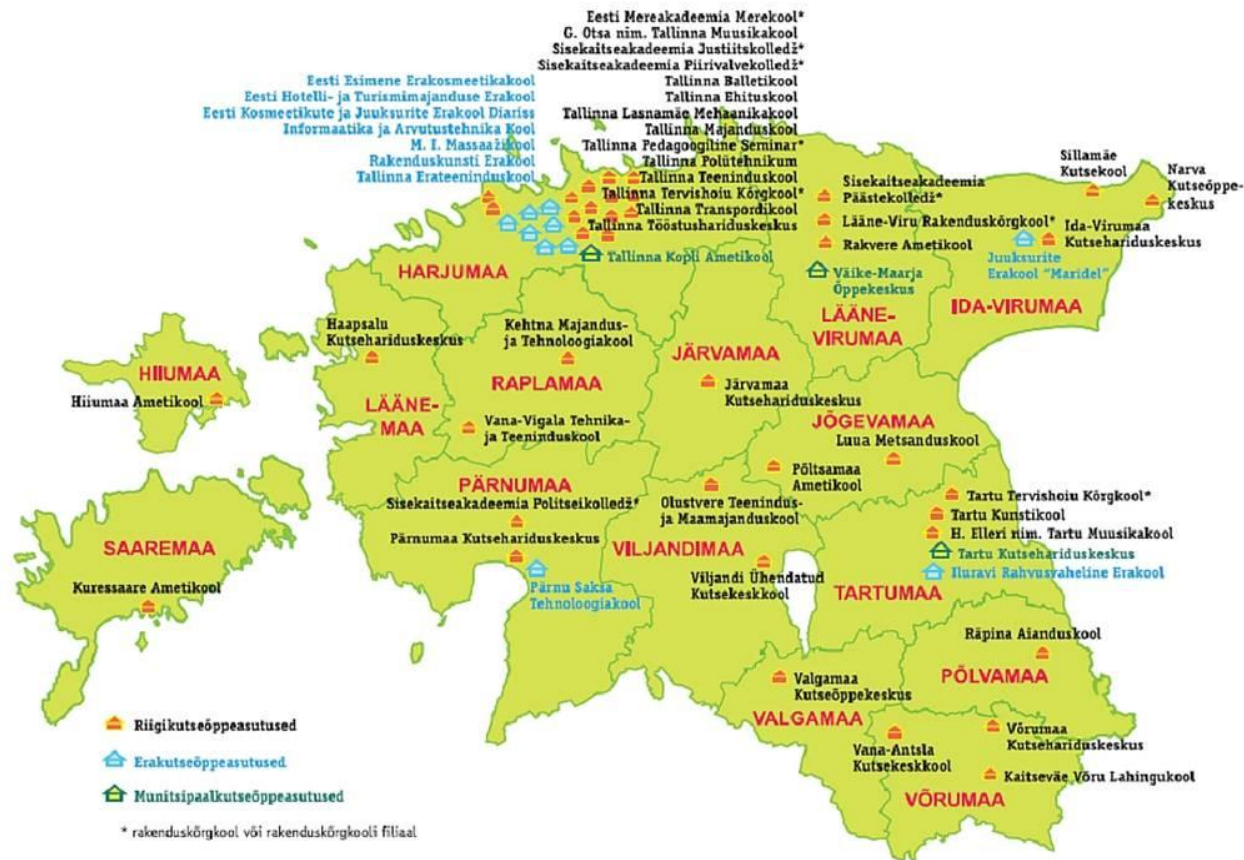 Eesti Mereakadeemia Merekool*
G. Otsa nim. Tallinna Muusikakool
Sisekaitseakadeemia Justiitskolledž*
Sisekaitseakadeemia Piirivalvekolledž*
Tallinna Balletikool
Tallinna Ehituskool
Tallinna Lasnamäe Mehaanikakool
Tallinna Majanduskool
Tallinna Pedagoogiline Seminar*
Tallinna Polütehnikum
Tallinna Teeninduskool
Tallinna Tervishoiu Kõrgkool*
Tallinna Transpordikool
Tallinna Tööstushariduskeskus
Eesti Esimene Erakosmeetikakool
Eesti Hotelli- ja Turismimajanduse Erakool
Eesti Kosmeetikute ja Juuksurite Erakool Diariss
Informaatika ja Arvutustehnika Kool
M. I. Massaažikool
Rakenduskunsti Erakool
Tallinna Erateeninduskool
Tallinna Kopli Ametikool
HARJUMAA
Sisekaitseakadeemia
Päästekolledž*
Lääne-Viru Rakenduskõrgkool*
Rakvere Ametikool
Väike-Maarja
Õppekeskus
LÄÄNE-
VIRUMAA
Sillamäe
Kutsekool
Narva
Kutseõppe-
keskus
Ida-Virumaa
Kutsehariduskeskus
Juuksurite
Erakool "Maridel"
IDA-VIRUMAA
Haapsalu
Kutsehariduskeskus
LÄÄNE-
MAA
Kehtna Majandus-
ja Tehnoloogiakool
RAPLAMAA
Vana-Vigala Tehnika-
ja Teeninduskool
JÄRVAMAA
Järvamaa
Kutsehariduskeskus
HIIUMAA
Hiiumaa Ametikool
JÕGEVAMAA
Luua Metsanduskool
Põltsamaa
Ametikool
PÄRNUMAA
Sisekaitseakadeemia Politseikolledž*
Pärnumaa Kutsehariduskeskus
Pärnu Saksa
Tehnoloogiakool
Olustvere Teenindus-
ja Maamajanduskool
VILJANDIMAA
Viljandi Ühendatud
Kutsekeskkool
Tartu Tervishoiu Kõrgkool*
Tartu Kunstikool
H. Elleri nim. Tartu Muusikakool
Tartu Kutsehariduskeskus
Iluravi Rahvusvaheline Erakool
TARTUMAA
SAAREMAA
Kuressaare Ametikool
Räpina Aianduskool
PÕLVAMAA
Valgamaa
Kutseõppekeskus
VALGAMAA
Vana-Antsla
Kutsekeskkool
Võrumaa
Kutsehariduskeskus
Kaitseväe Võru Lahingukool
VÕRUMAA
Riigikutseõppeasutused
Erakutseõppeasutused
Munitsipaalkutseõppeasutused
* rakenduskõrgkool või rakenduskõrgkooli filiaal